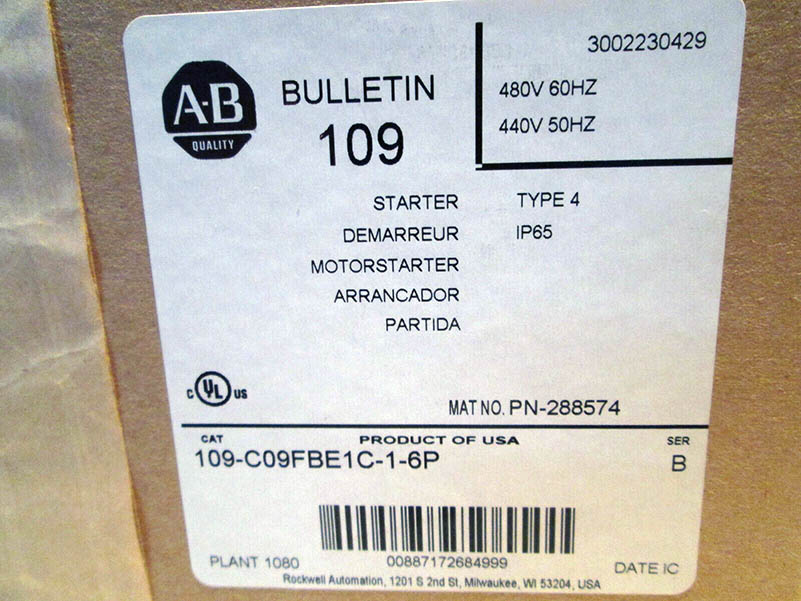 3002230429
A-B
QUALITY
BULLETIN
109
480V 60HZ
440V 50HZ
STARTER TYPE 4
DEMARREUR IP65
MOTORSTARTER
ARRANCADOR
PARTIDA
C UL US
MAT NO. PN-288574
CAT PRODUCT OF USA SER
109-C09FBE1C-1-6P B
PLANT 1080 00887172684999 DATE IC
Rockwell Automation, 1201 S 2nd St, Milwaukee, WI 53204, USA